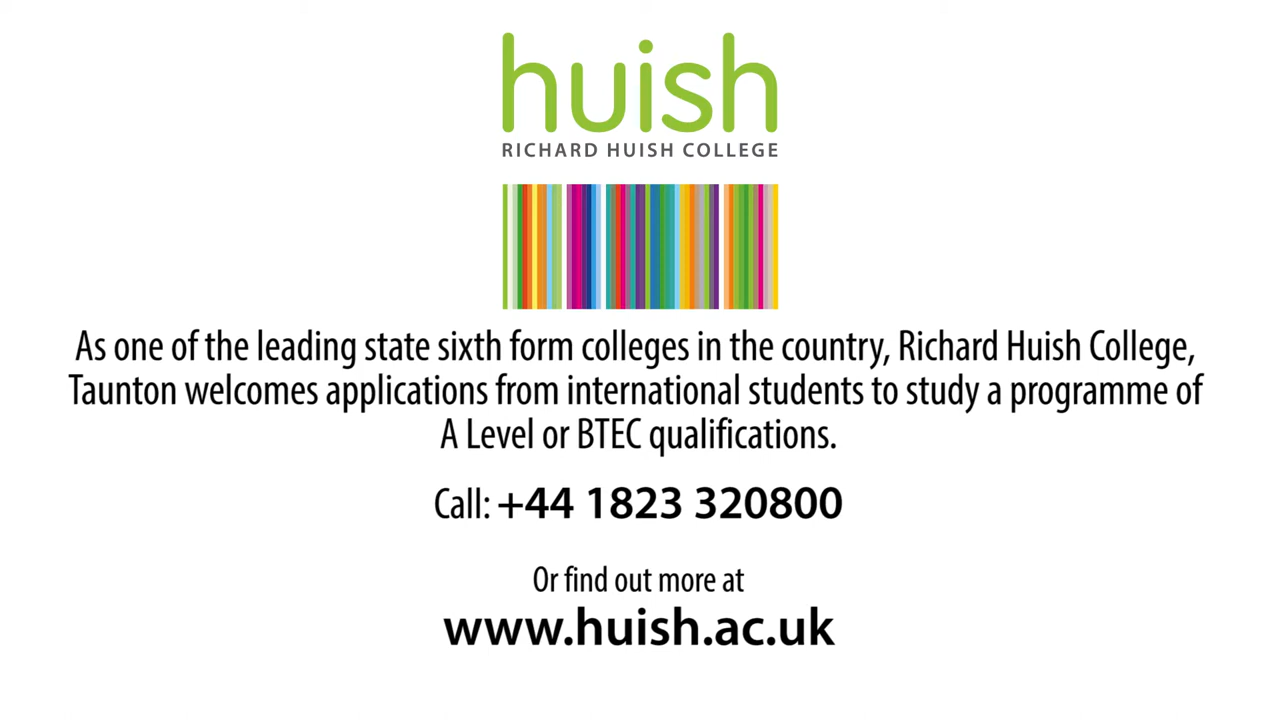 huish
RICHARD HUISH COLLEGE
As one of the leading state sixth form colleges in the country, Richard Huish College,
Taunton welcomes applications from international students to study a programme of
A Level or BTEC qualifications.
Call: +44 1823 320800
Or find out more at
www.huish.ac.uk